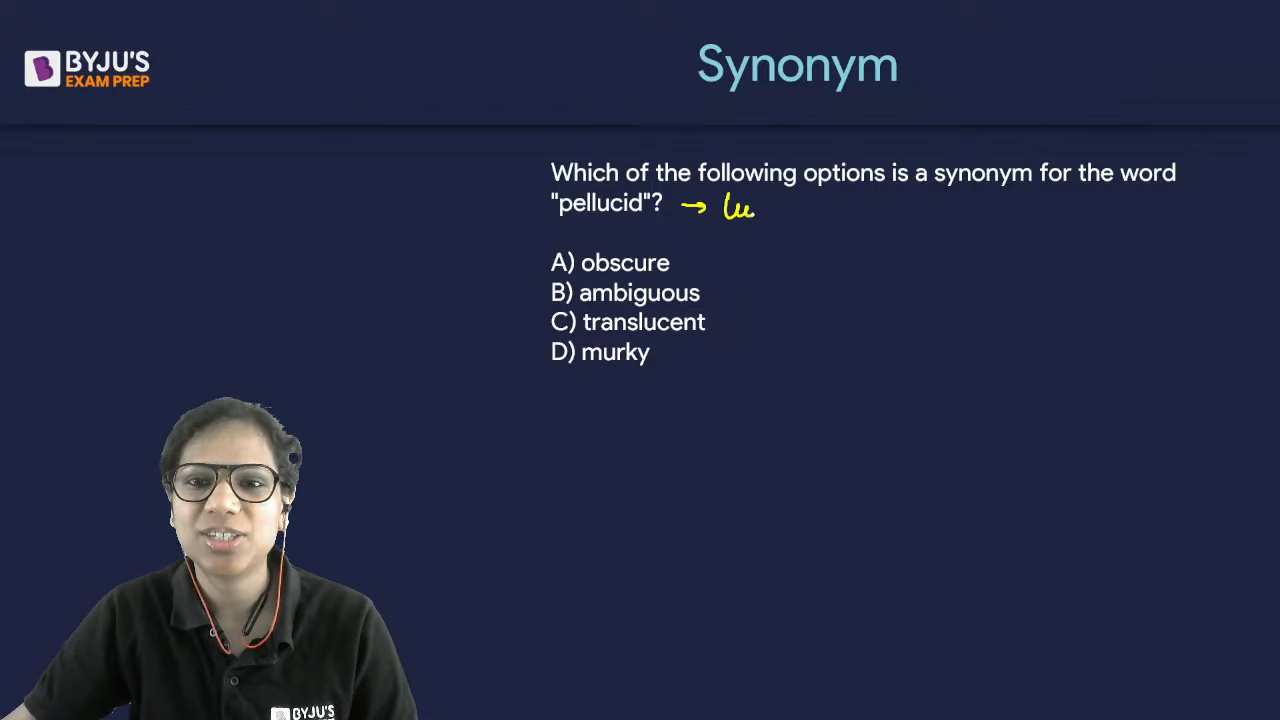 BYJU'S
EXAM PREP
Synonym
Which of the following options is a synonym for the word
"pellucid"? → lu
A) obscure
B) ambiguous
C) translucent
D) murky
BYJU'S